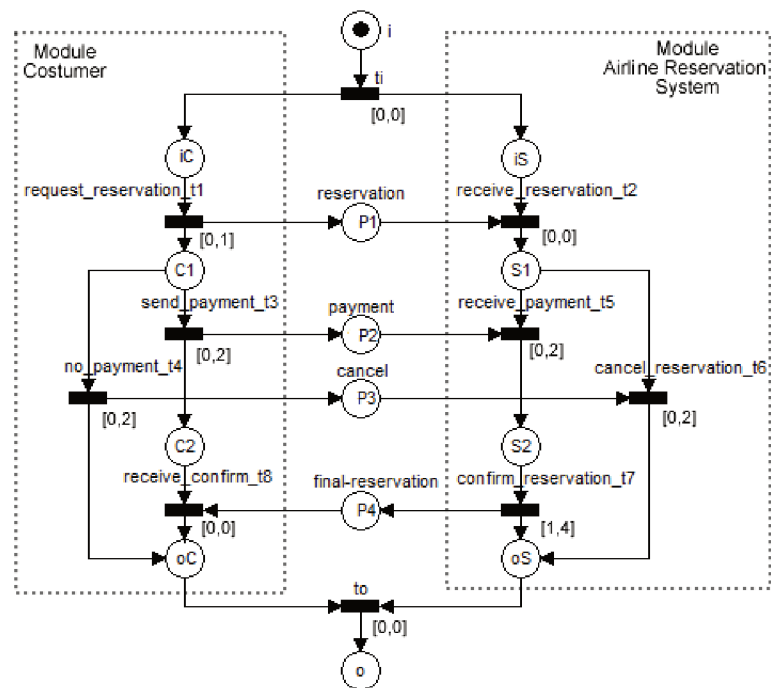 Module
Costumer
i
Module
Airline Reservation
System
ti
[0,0]
iC
iS
request_reservation_t1
reservation
receive_reservation_t2
P1
[0,1]
[0,0]
C1
S1
send_payment_t3
payment
receive_payment_t5
P2
no_payment_t4
[0,2]
cancel
[0,2]
cancel_reservation_t6
P3
[0,2]
[0,2]
C2
S2
receive_confirm_t8
final-reservation
confirm_reservation_t7
P4
[0,0]
[1,4]
oC
oS
to
[0,0]
o